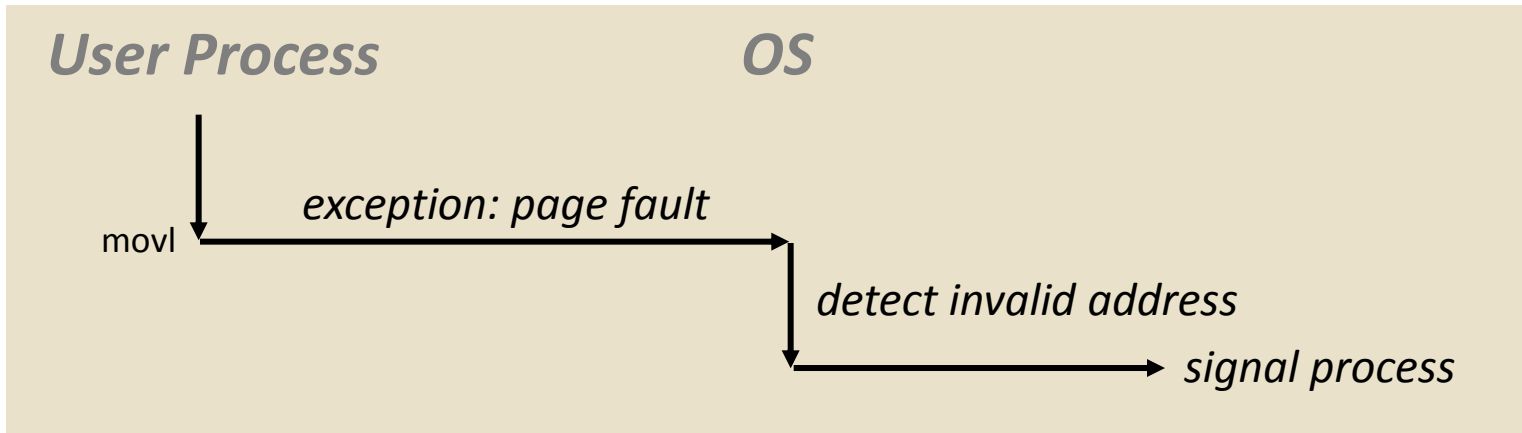 User Process
OS
exception: page fault
movl
detect invalid address
signal process